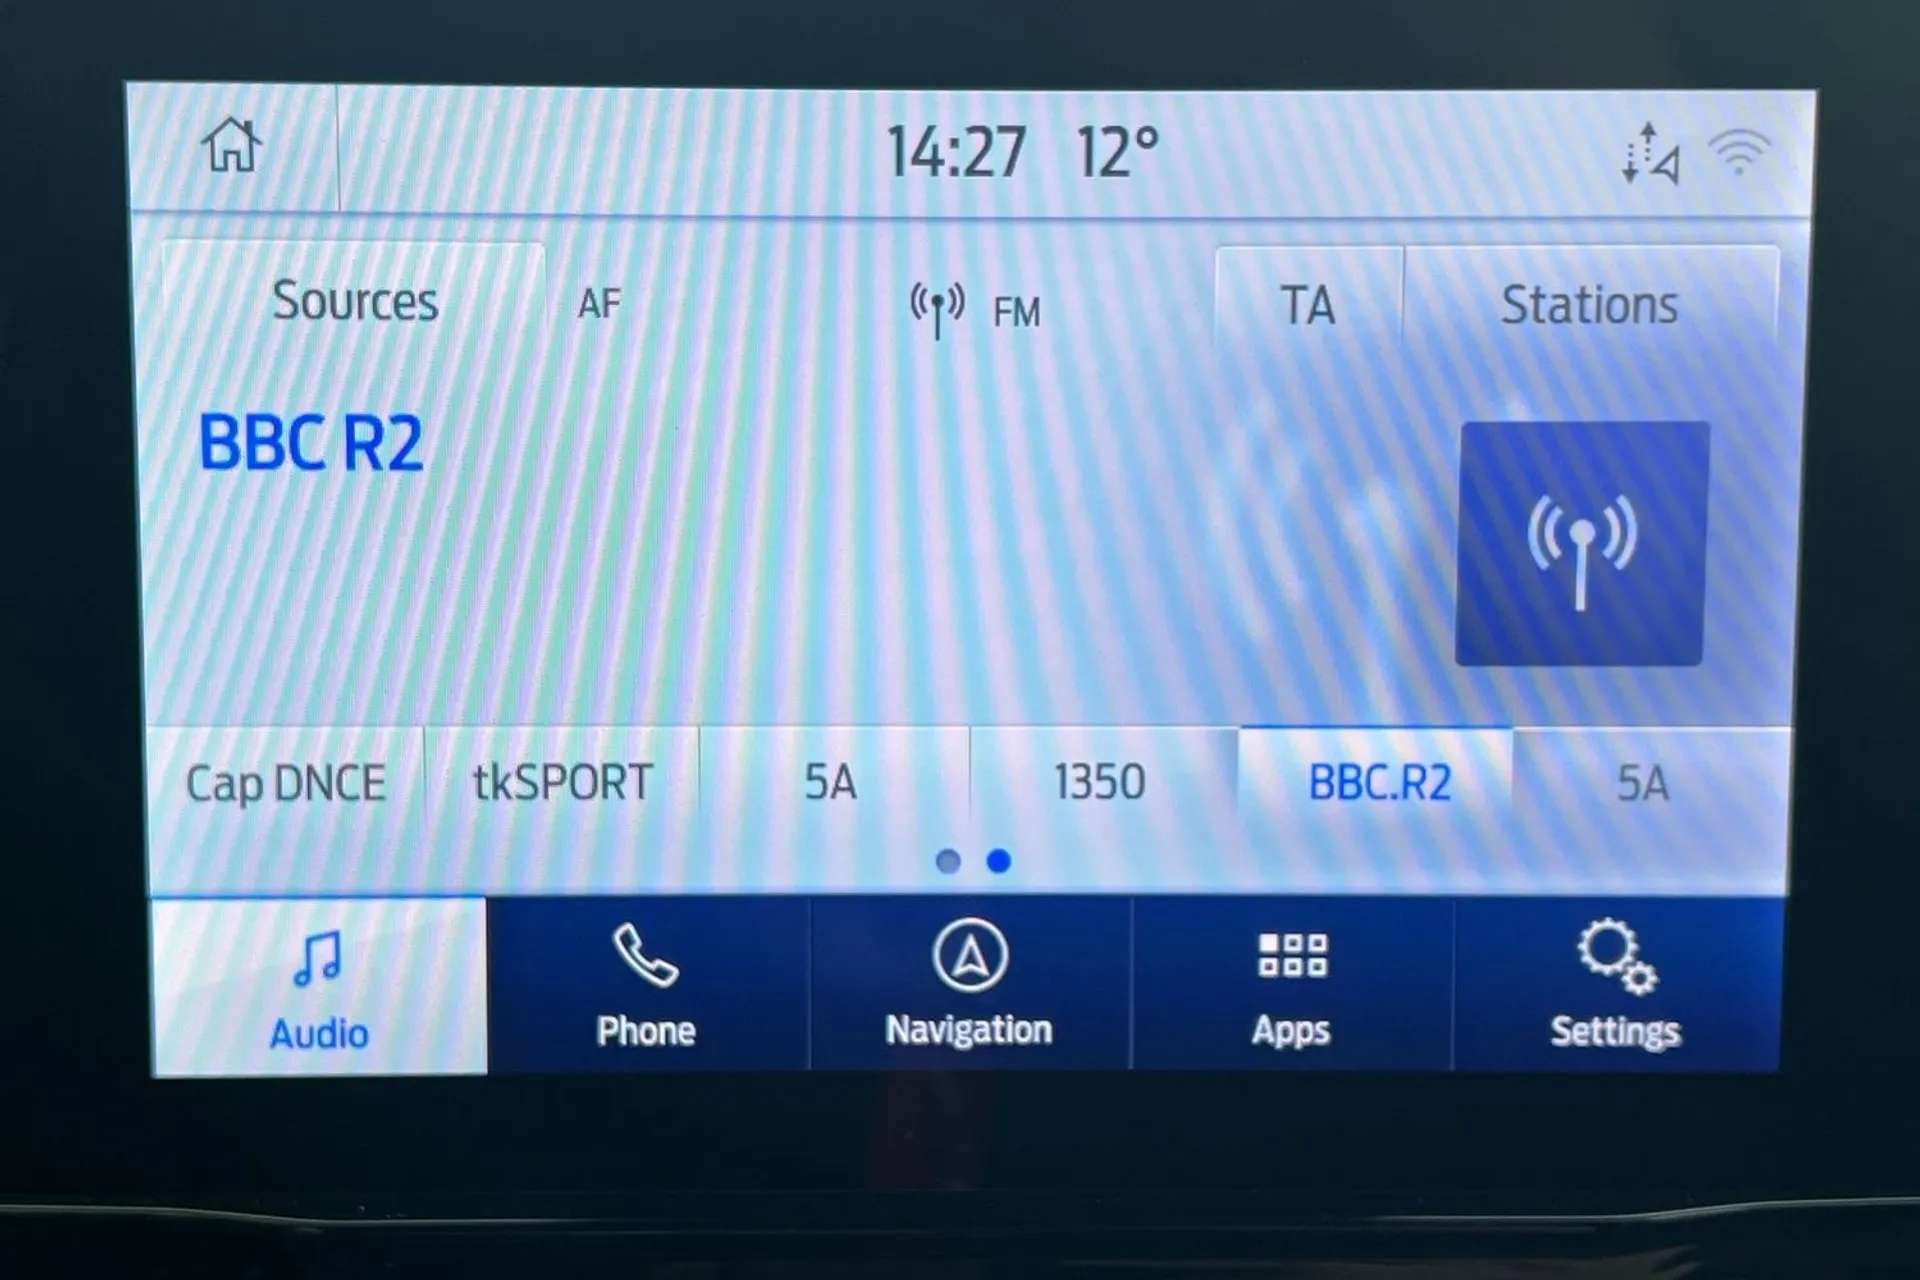 14:27 12°
Sources AF FM TA Stations
BBC R2
Cap DNCE tkSPORT 5A 1350 BBC.R2 5A
Audio Phone Navigation Apps Settings